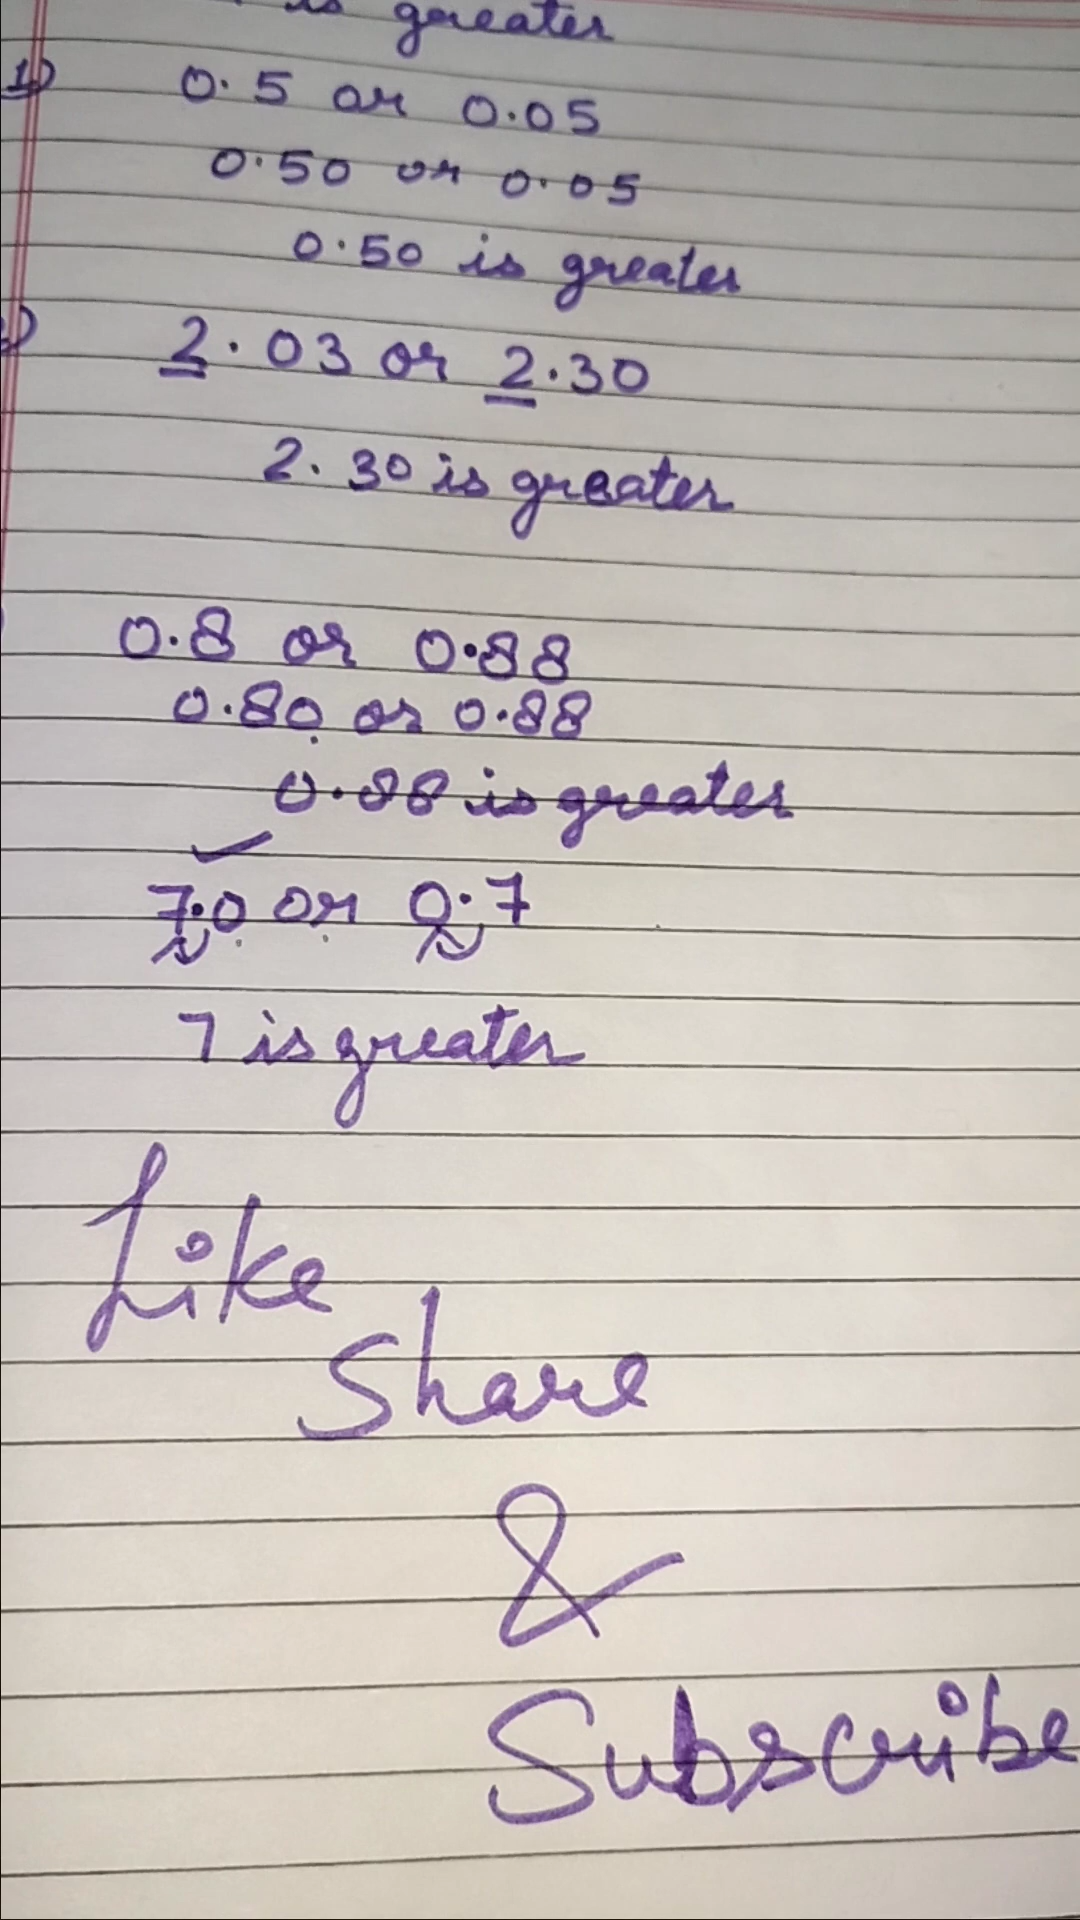 is greater
1) 0.5 or 0.05
0.50 or 0.05
0.50 is greater
2.03 or 2.30
2.30 is greater
0.8 or 0.88
0.80 or 0.88
0.88 is greater
7.0 or 0.7
7 is greater
Like
Share
&
Subscribe